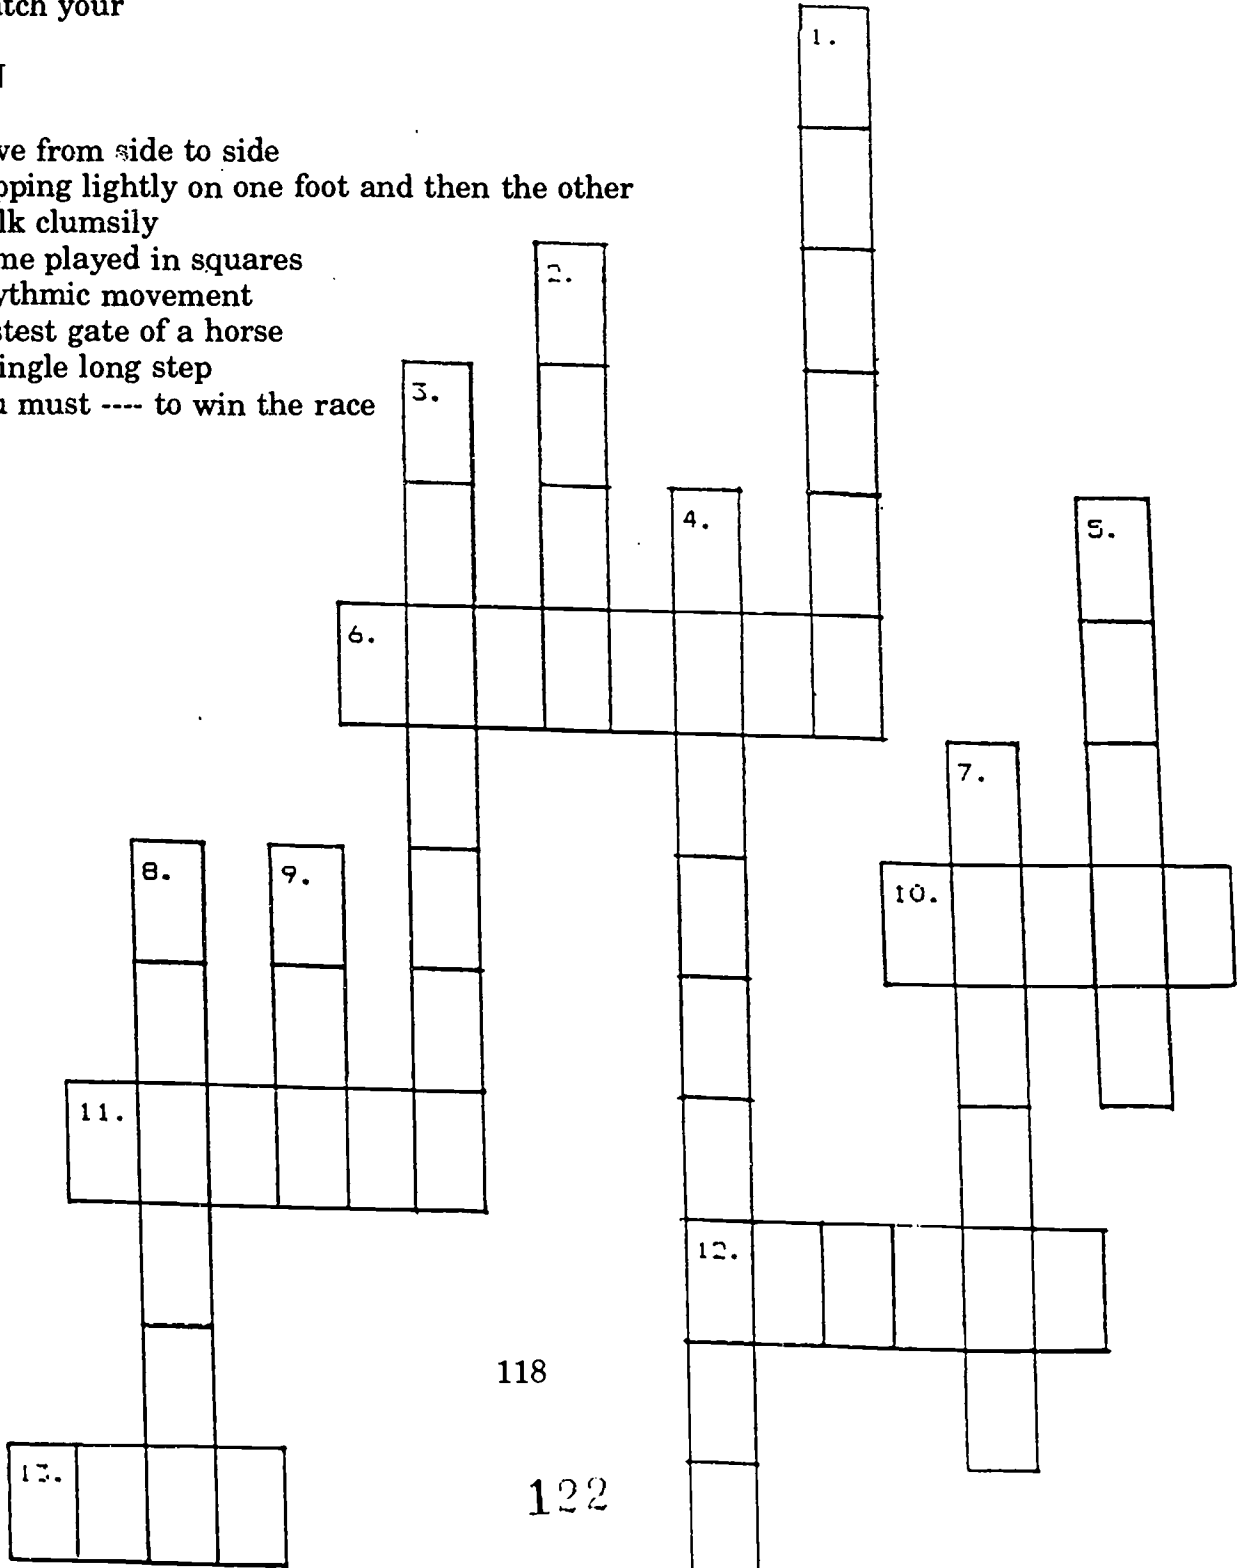 atch your
N
ve from side to side
pping lightly on one foot and then the other
lk clumsily
me played in squares
ythmic movement
stest gate of a horse
single long step
u must ---- to win the race
1.
2.
3.
4.
5.
6.
7.
8.
9.
10.
11.
12.
13.
118
122